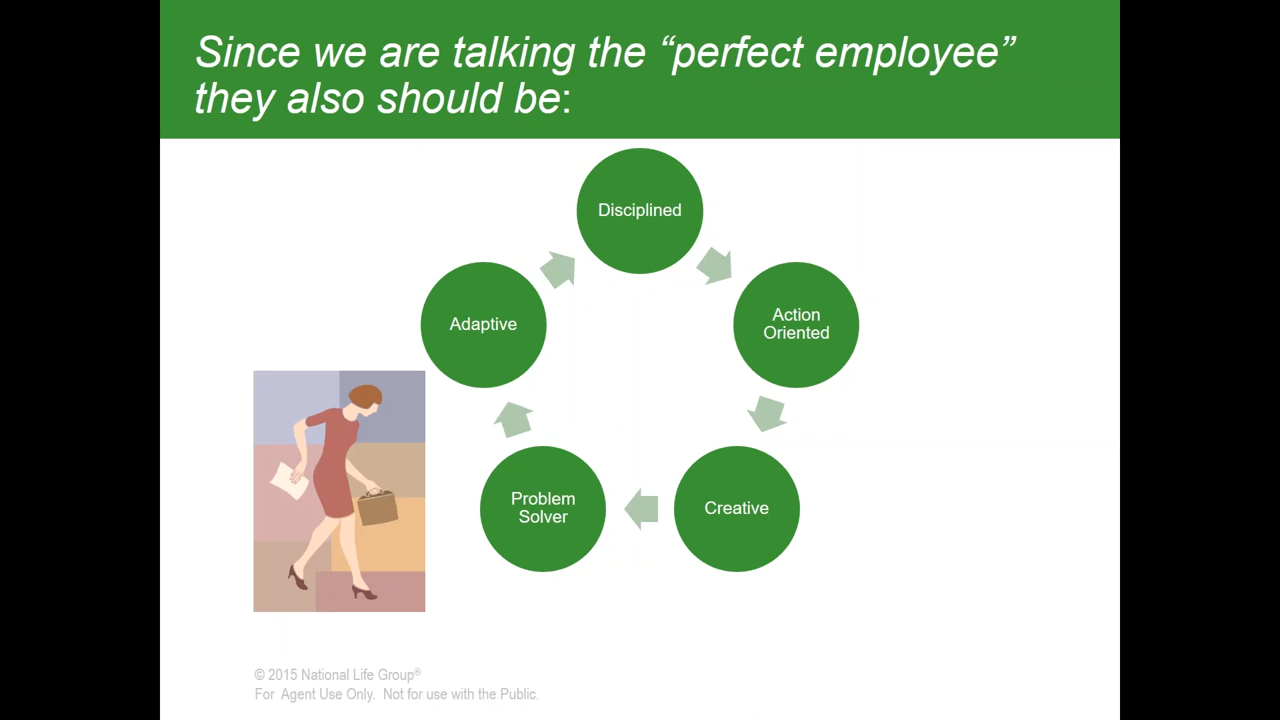 Since we are talking the “perfect employee”
they also should be:
Disciplined
Action
Oriented
Creative
Problem
Solver
Adaptive
© 2015 National Life Group®
For Agent Use Only. Not for use with the Public.